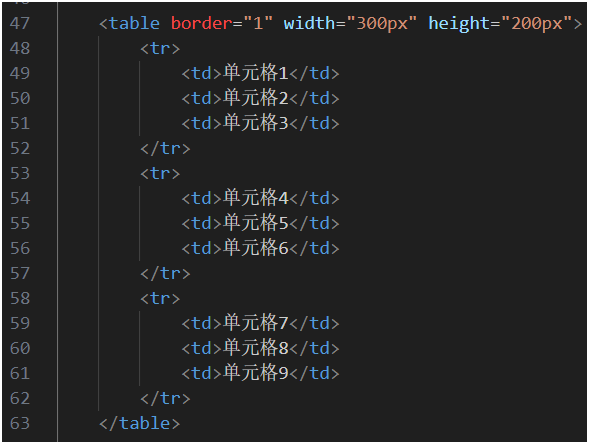 47 <table border="1" width="300px" height="200px">
48 <tr>
49 <td>单元格1</td>
50 <td>单元格2</td>
51 <td>单元格3</td>
52 </tr>
53 <tr>
54 <td>单元格4</td>
55 <td>单元格5</td>
56 <td>单元格6</td>
57 </tr>
58 <tr>
59 <td>单元格7</td>
60 <td>单元格8</td>
61 <td>单元格9</td>
62 </tr>
63 </table>